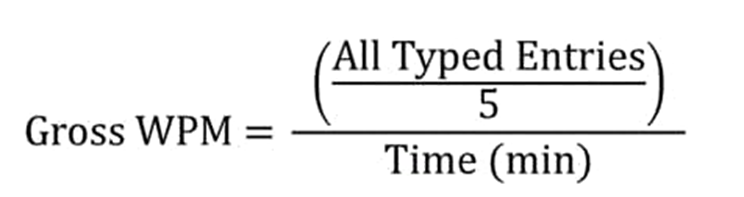 (All Typed Entries)
5
Gross WPM =
Time (min)